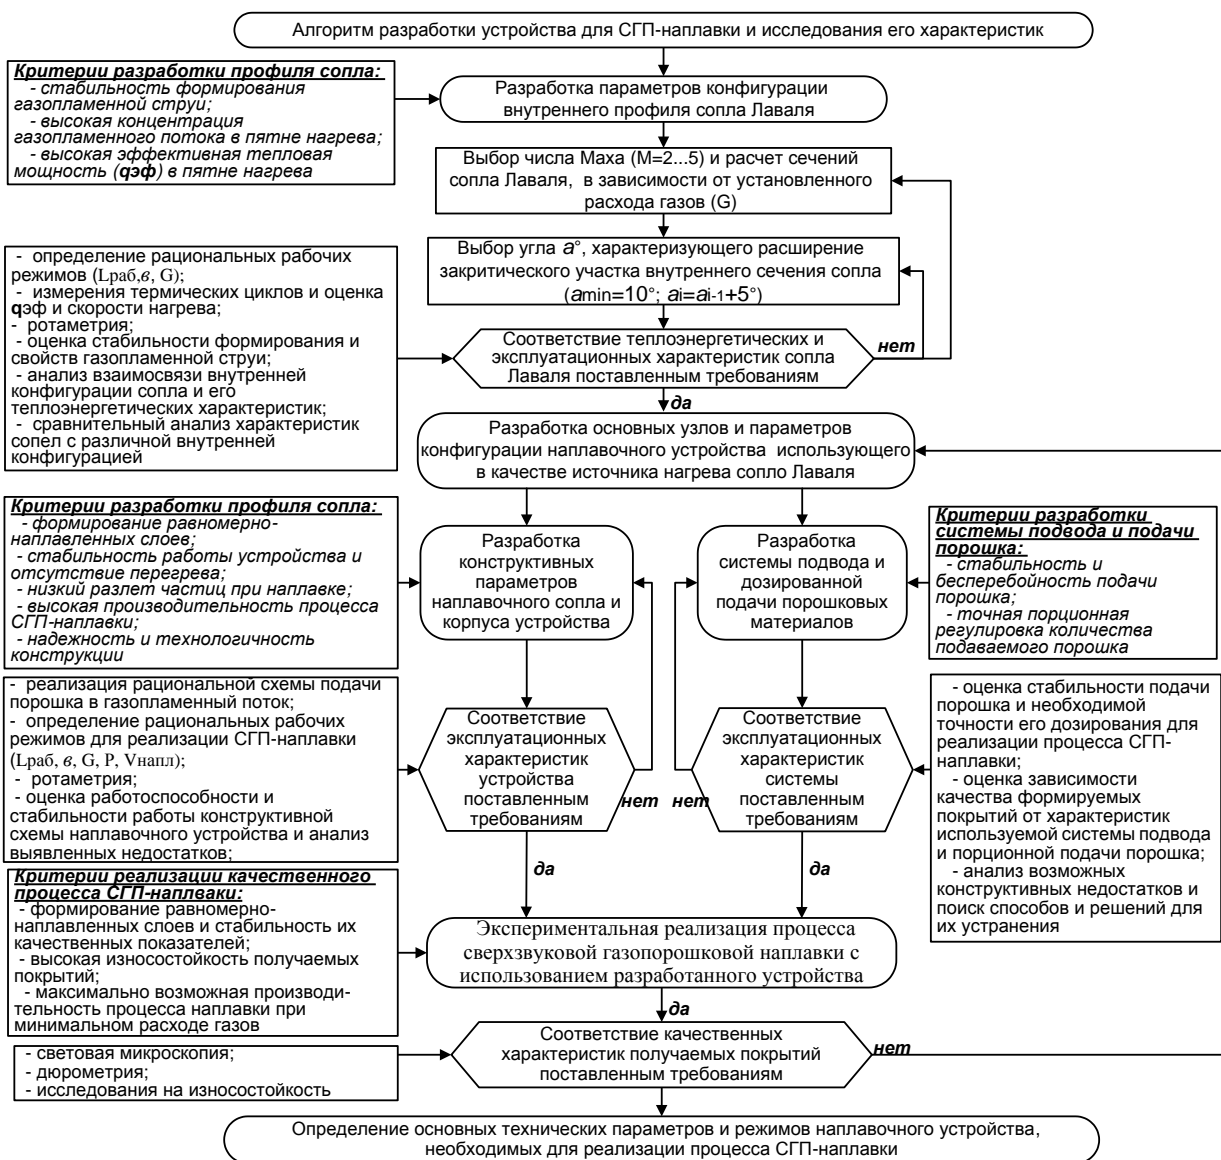 Алгоритм разработки устройства для СГП-наплавки и исследования его характеристик
Критерии разработки профиля сопла:
- стабильность формирования
газопламенной струи;
- высокая концентрация
газопламенного потока в пятне нагрева;
- высокая эффективная тепловая
мощность (qэф) в пятне нагрева
Разработка параметров конфигурации
внутреннего профиля сопла Лаваля
Выбор числа Маха (М=2...5) и расчет сечений
сопла Лаваля, в зависимости от установленного
расхода газов (G)
Выбор угла a°, характеризующего расширение
закритического участка внутреннего сечения сопла
(amin=10°; ai=ai-1+5°)
- определение рациональных рабочих
режимов (Lраб,в, G);
- измерения термических циклов и оценка
qэф и скорости нагрева;
- ротаметрия;
- оценка стабильности формирования и
свойств газопламенной струи;
- анализ взаимосвязи внутренней
конфигурации сопла и его
теплоэнергетических характеристик;
- сравнительный анализ характеристик
сопел с различной внутренней
конфигурацией
Соответствие теплоэнергетических и
эксплуатационных характеристик сопла
Лаваля поставленным требованиям
нет
да
Разработка основных узлов и параметров
конфигурации наплавочного устройства использующего
в качестве источника нагрева сопло Лаваля
Критерии разработки профиля сопла:
- формирование равномерно-
наплавленных слоев;
- стабильность работы устройства и
отсутствие перегрева;
- низкий разлет частиц при наплавке;
- высокая производительность процесса
СГП-наплавки;
- надежность и технологичность
конструкции
Разработка
конструктивных
параметров
наплавочного сопла и
корпуса устройства
Разработка
системы подвода и
дозированной
подачи порошковых
материалов
Критерии разработки
системы подвода и подачи
порошка:
- стабильность и
бесперебойность подачи
порошка;
- точная порционная
регулировка количества
подаваемого порошка
- реализация рациональной схемы подачи
порошка в газопламенный поток;
- определение рациональных рабочих
режимов для реализации СГП-наплавки
(Lраб, в, G, P, Vнапл);
- ротаметрия;
- оценка работоспособности и
стабильности работы конструктивной
схемы наплавочного устройства и анализ
выявленных недостатков;
Соответствие
эксплуатационных
характеристик
устройства
поставленным
требованиям
нет
нет
Соответствие
эксплуатационных
характеристик
системы
поставленным
требованиям
- оценка стабильности подачи
порошка и необходимой
точности его дозирования для
реализации процесса СГП-
наплавки;
- оценка зависимости
качества формируемых
покрытий от характеристик
используемой системы подвода
и порционной подачи порошка;
- анализ возможных
конструктивных недостатков и
поиск способов и решений для
их устранения
да
да
Критерии реализации качественного
процесса СГП-наплваки:
- формирование равномерно-
наплавленных слоев и стабильность их
качественных показателей;
- высокая износостойкость получаемых
покрытий;
- максимально возможная производи-
тельность процесса наплавки при
минимальном расходе газов
Экспериментальная реализация процесса
сверхзвуковой газопорошковой наплавки с
использованием разработанного устройства
да
- световая микроскопия;
- дюрометрия;
- исследования на износостойкость
Соответствие качественных
характеристик получаемых покрытий
поставленным требованиям
нет
Определение основных технических параметров и режимов наплавочного устройства,
необходимых для реализации процесса СГП-наплавки